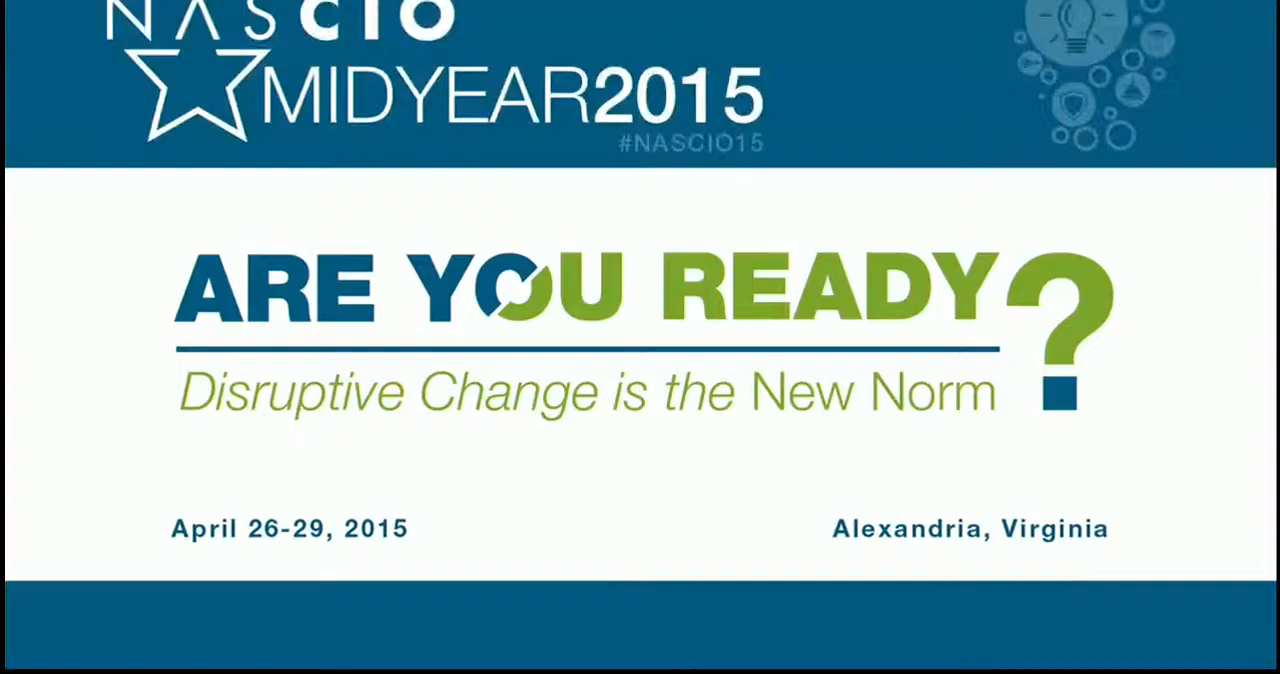 NASCIO
MIDYEAR2015
#NASCIO15
ARE YOU READY?
Disruptive Change is the New Norm
April 26-29, 2015
Alexandria, Virginia